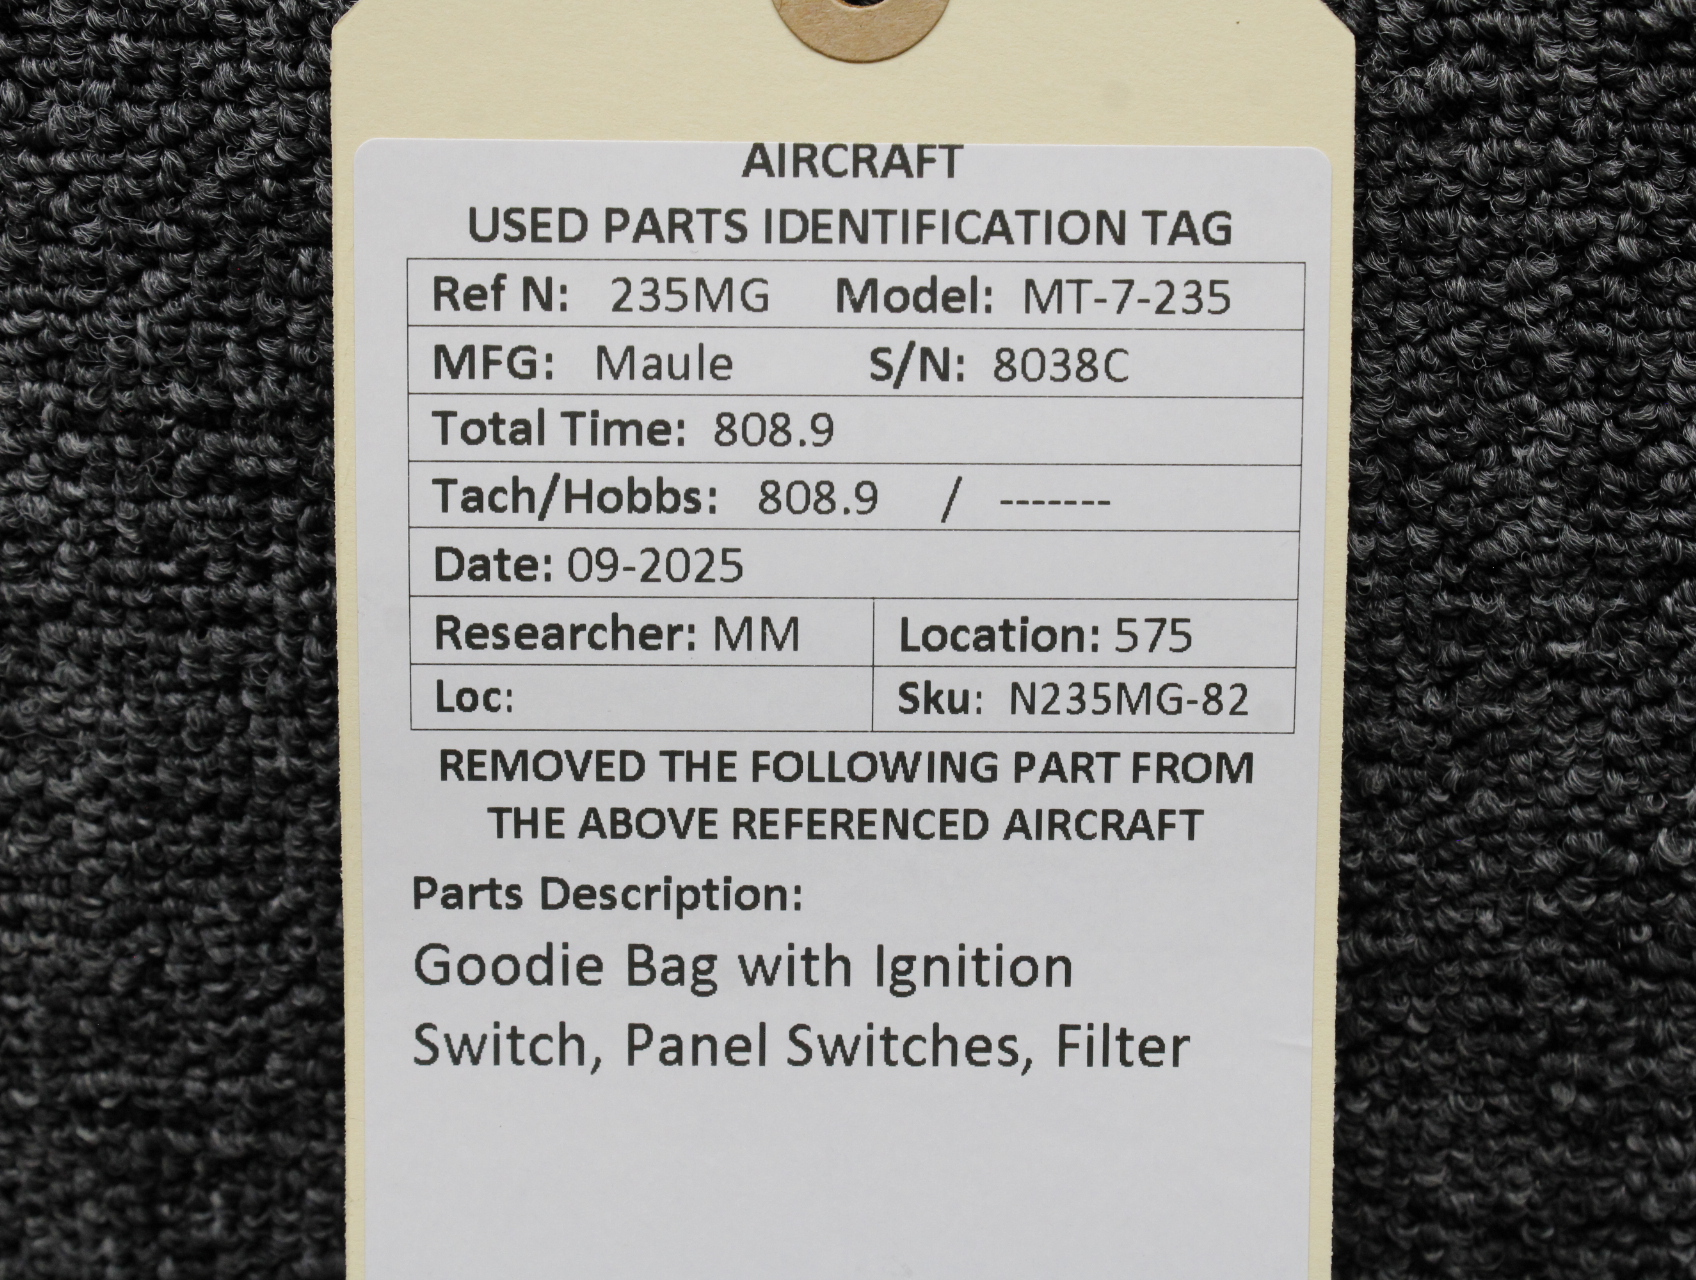 AIRCRAFT
USED PARTS IDENTIFICATION TAG
Ref N: 235MG Model: MT-7-235
MFG: Maule S/N: 8038C
Total Time: 808.9
Tach/Hobbs: 808.9 / -------
Date: 09-2025
Researcher: MM Location: 575
Loc: Sku: N235MG-82
REMOVED THE FOLLOWING PART FROM
THE ABOVE REFERENCED AIRCRAFT
Parts Description:
Goodie Bag with Ignition
Switch, Panel Switches, Filter